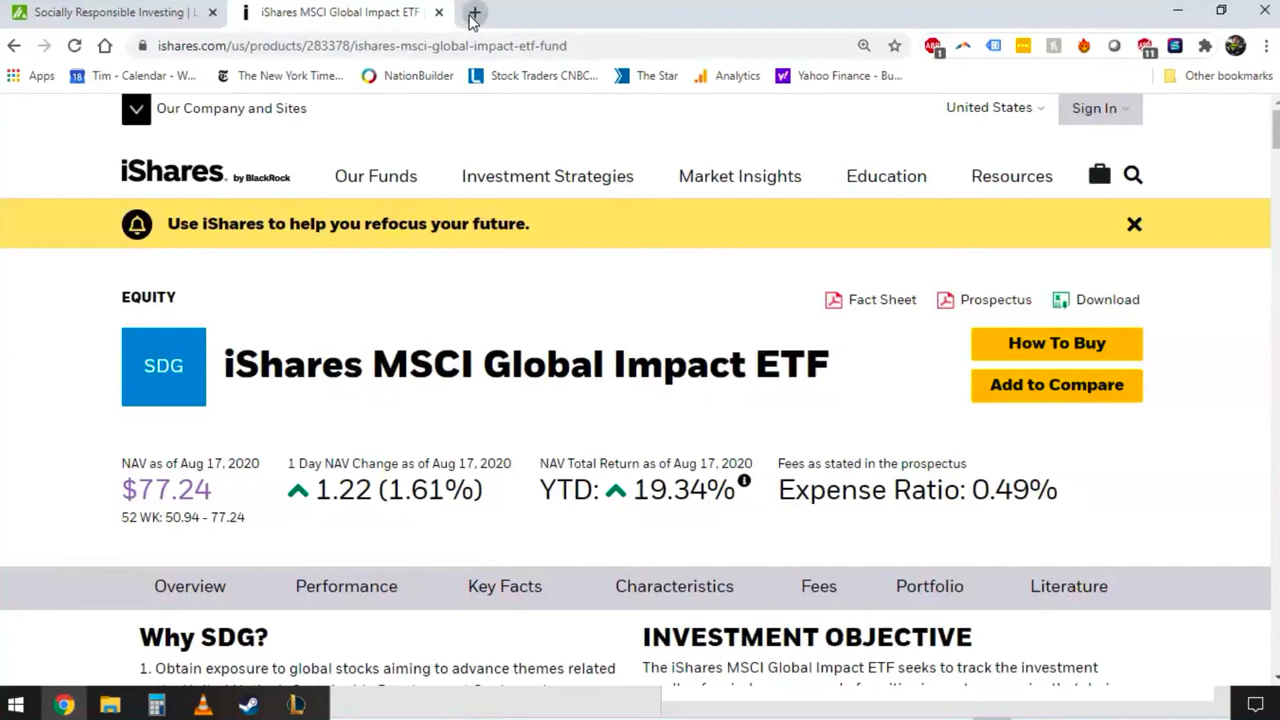 Socially Responsible Investing |
iShares MSCI Global Impact ETF
ishares.com/us/products/283378/ishares-msci-global-impact-etf-fund
Apps
Tim - Calendar - W...
The New York Time...
NationBuilder
Stock Traders CNBC...
The Star
Analytics
Yahoo Finance - Bu...
Other bookmarks
Our Company and Sites
United States
Sign In
iShares. by BlackRock
Our Funds
Investment Strategies
Market Insights
Education
Resources
Use iShares to help you refocus your future.
EQUITY
Fact Sheet
Prospectus
Download
SDG
iShares MSCI Global Impact ETF
How To Buy
Add to Compare
NAV as of Aug 17, 2020
$77.24
52 WK: 50.94 - 77.24
1 Day NAV Change as of Aug 17, 2020
1.22 (1.61%)
NAV Total Return as of Aug 17, 2020
YTD: 19.34%
Fees as stated in the prospectus
Expense Ratio: 0.49%
Overview
Performance
Key Facts
Characteristics
Fees
Portfolio
Literature
Why SDG?
1. Obtain exposure to global stocks aiming to advance themes related
INVESTMENT OBJECTIVE
The iShares MSCI Global Impact ETF seeks to track the investment